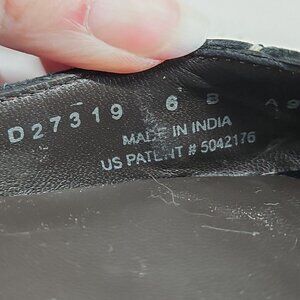 D27319 6 B A
MADE IN INDIA
US PATENT # 5042176